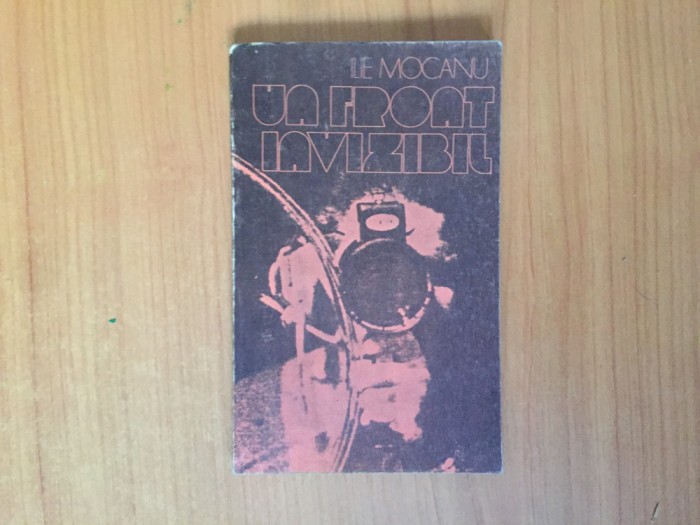 ILIE MOCANU
UN FRONT
INVIZIBIL